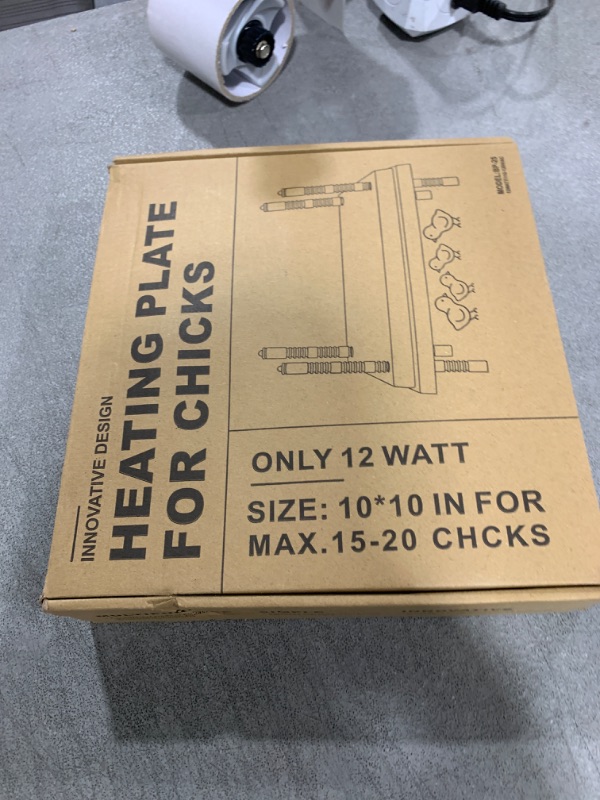 INNOVATIVE DESIGN
HEATING PLATE
FOR CHICKS
ONLY 12 WATT
SIZE: 10*10 IN FOR
MAX.15-20 CHCKS